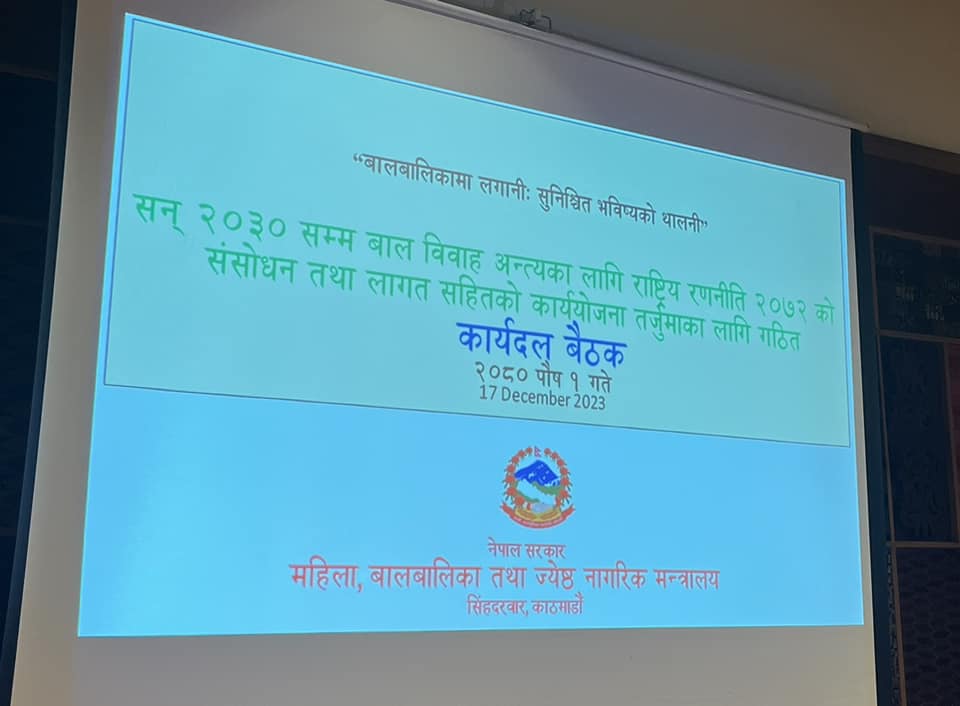 “बालबालिकामा लगानीः सुनिश्चित भविष्यको थालनी”
सन् २०३० सम्म बाल विवाह अन्त्यका लागि राष्ट्रिय रणनीति २०७२ को
संसोधन तथा लागत सहितको कार्ययोजना तर्जुमाका लागि गठित
कार्यदल बैठक
२०८० पौष १ गते
17 December 2023
नेपाल सरकार
महिला, बालबालिका तथा ज्येष्ठ नागरिक मन्त्रालय
सिंहदरवार, काठमाडौं